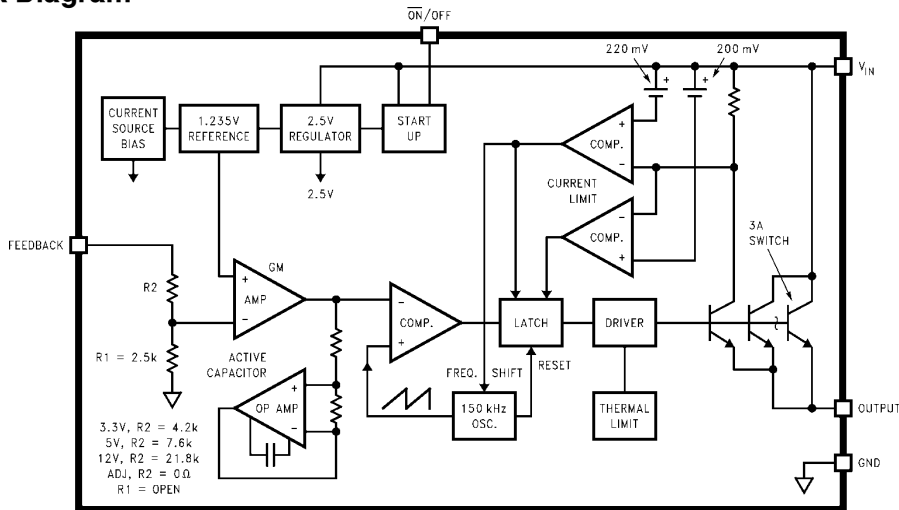 Diagram
ON/OFF
220 mV
200 mV
+
+
VIN
CURRENT
SOURCE
BIAS
1.235V
REFERENCE
2.5V
REGULATOR
START
UP
2.5V
+
COMP.
−
CURRENT
LIMIT
−
COMP.
+
3A
SWITCH
FEEDBACK
R2
R1 = 2.5k
GM
+
AMP
−
−
COMP.
+
LATCH
DRIVER
ACTIVE
CAPACITOR
+
OP AMP
−
FREQ. SHIFT
RESET
150 kHz
OSC.
THERMAL
LIMIT
OUTPUT
GND
3.3V, R2 = 4.2k
5V, R2 = 7.6k
12V, R2 = 21.8k
ADJ, R2 = 0Ω
R1 = OPEN